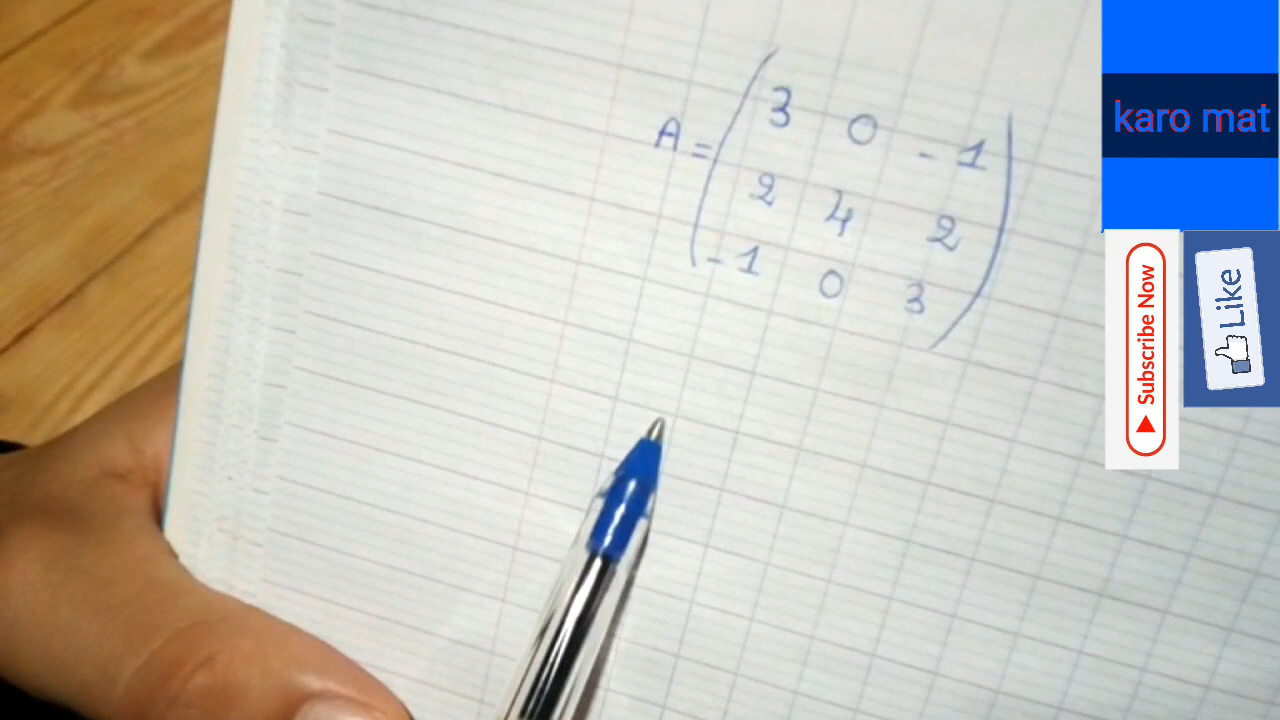 A = ( 3 0 -1
2 4 2
-1 0 3 )
karo mat
Subscribe Now
Like